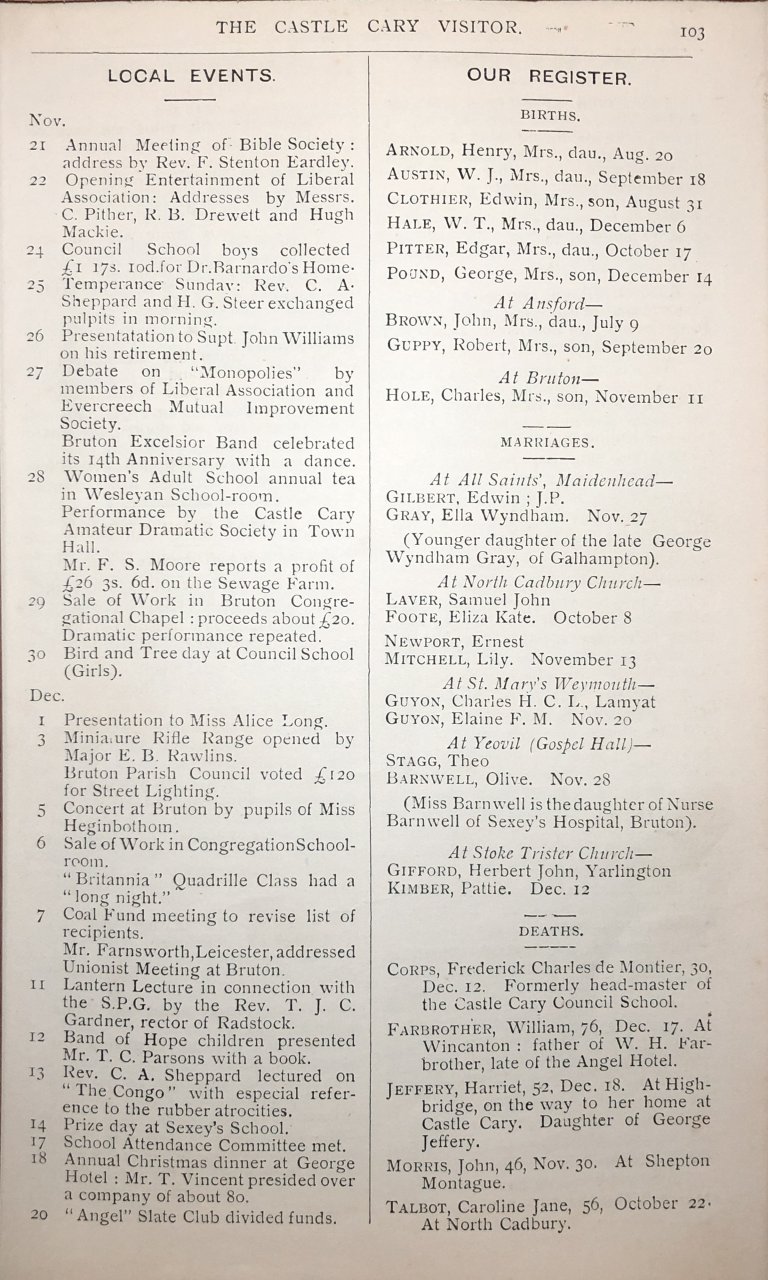 THE CASTLE CARY VISITOR. 103
LOCAL EVENTS.
Nov.
21 Annual Meeting of Bible Society :
address by Rev. F. Stenton Eardley.
22 Opening Entertainment of Liberal
Association: Addresses by Messrs.
C. Pither, R. B. Drewett and Hugh
Mackie.
24 Council School boys collected
£1 17s. 10d. for Dr. Barnardo's Home.
25 Temperance Sunday: Rev. C. A.
Sheppard and H. G. Steer exchanged
pulpits in morning.
26 Presentatation to Supt. John Williams
on his retirement.
27 Debate on "Monopolies" by
members of Liberal Association and
Evercreech Mutual Improvement
Society.
Bruton Excelsior Band celebrated
its 14th Anniversary with a dance.
28 Women's Adult School annual tea
in Wesleyan School-room.
Performance by the Castle Cary
Amateur Dramatic Society in Town
Hall.
Mr. F. S. Moore reports a profit of
£26 3s. 6d. on the Sewage Farm.
29 Sale of Work in Bruton Congre-
gational Chapel : proceeds about £20.
Dramatic performance repeated.
30 Bird and Tree day at Council School
(Girls).
Dec.
1 Presentation to Miss Alice Long.
3 Miniature Rifle Range opened by
Major E. B. Rawlins.
Bruton Parish Council voted £120
for Street Lighting.
5 Concert at Bruton by pupils of Miss
Heginbothom.
6 Sale of Work in Congregation School-
room.
"Britannia" Quadrille Class had a
"long night."
7 Coal Fund meeting to revise list of
recipients.
Mr. Farnsworth, Leicester, addressed
Unionist Meeting at Bruton.
11 Lantern Lecture in connection with
the S.P.G. by the Rev. T. J. C.
Gardner, rector of Radstock.
12 Band of Hope children presented
Mr. T. C. Parsons with a book.
13 Rev. C. A. Sheppard lectured on
"The Congo" with especial refer-
ence to the rubber atrocities.
14 Prize day at Sexey's School.
17 School Attendance Committee met.
18 Annual Christmas dinner at George
Hotel : Mr. T. Vincent presided over
a company of about 80.
20 "Angel" Slate Club divided funds.
OUR REGISTER.
BIRTHS.
ARNOLD, Henry, Mrs., dau., Aug. 20
AUSTIN, W. J., Mrs., dau., September 18
CLOTHIER, Edwin, Mrs., son, August 31
HALE, W. T., Mrs., dau., December 6
PITTER, Edgar, Mrs., dau., October 17
POUND, George, Mrs., son, December 14
At Ansford—
BROWN, John, Mrs., dau., July 9
GUPPY, Robert, Mrs., son, September 20
At Bruton—
HOLE, Charles, Mrs., son, November 11
MARRIAGES.
At All Saints', Maidenhead—
GILBERT, Edwin ; J.P.
GRAY, Ella Wyndham. Nov. 27
(Younger daughter of the late George
Wyndham Gray, of Galhampton).
At North Cadbury Church—
LAVER, Samuel John
FOOTE, Eliza Kate. October 8
NEWPORT, Ernest
MITCHELL, Lily. November 13
At St. Mary's Weymouth—
GUYON, Charles H. C. L., Lamyat
GUYON, Elaine F. M. Nov. 20
At Yeovil (Gospel Hall)—
STAGG, Theo
BARNWELL, Olive. Nov. 28
(Miss Barnwell is the daughter of Nurse
Barnwell of Sexey's Hospital, Bruton).
At Stoke Trister Church—
GIFFORD, Herbert John, Yarlington
KIMBER, Pattie. Dec. 12
DEATHS.
CORPS, Frederick Charles de Montier, 30,
Dec. 12. Formerly head-master of
the Castle Cary Council School.
FARBROTHER, William, 76, Dec. 17. At
Wincanton : father of W. H. Far-
brother, late of the Angel Hotel.
JEFFERY, Harriet, 52, Dec. 18. At High-
bridge, on the way to her home at
Castle Cary. Daughter of George
Jeffery.
MORRIS, John, 46, Nov. 30. At Shepton
Montague.
TALBOT, Caroline Jane, 56, October 22.
At North Cadbury.